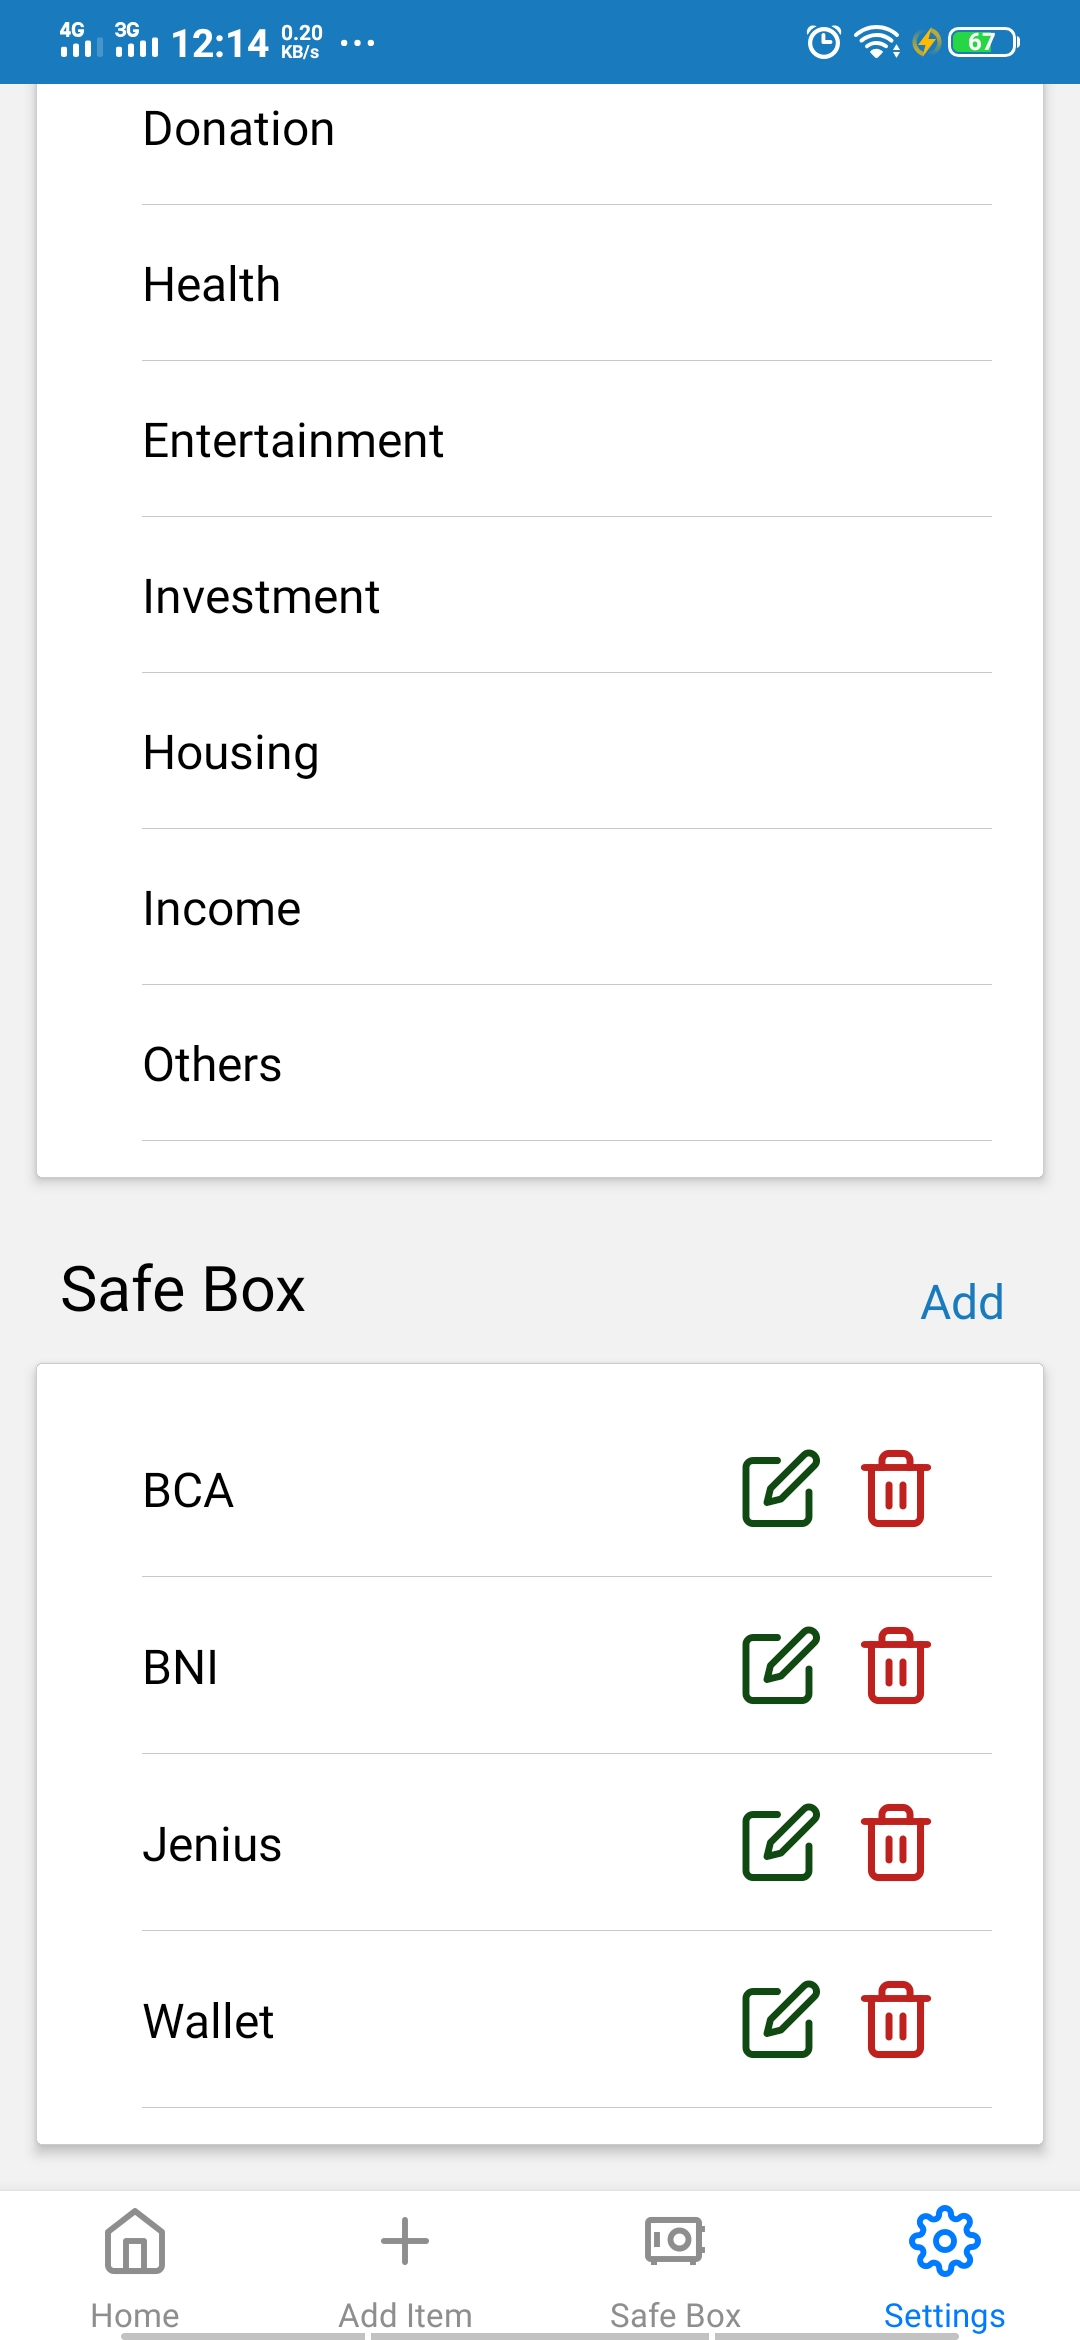 4G 3G 12:14 0.20 KB/s ... 67
Donation
Health
Entertainment
Investment
Housing
Income
Others
Safe Box
Add
BCA
BNI
Jenius
Wallet
Home Add Item Safe Box Settings